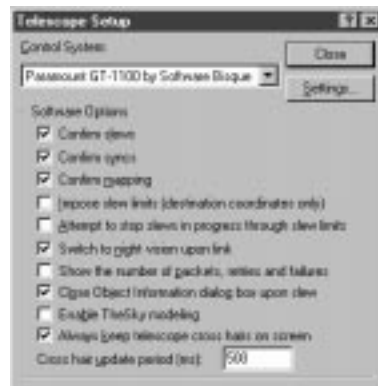 Telescope Setup
Control System:
Close
Paramount GT-1100 by Software Bisque
Settings...
Software Options
Confirm slews
Confirm syncs
Confirm mapping
Impose slew limits (destination coordinates only)
Attempt to stop slews in progress through slew limits
Switch to night vision upon link
Show the number of packets, retries and failures
Close Object Information dialog box upon slew
Enable TheSky modeling
Always keep telescope cross hairs on screen
Cross hair update period (ms):
500